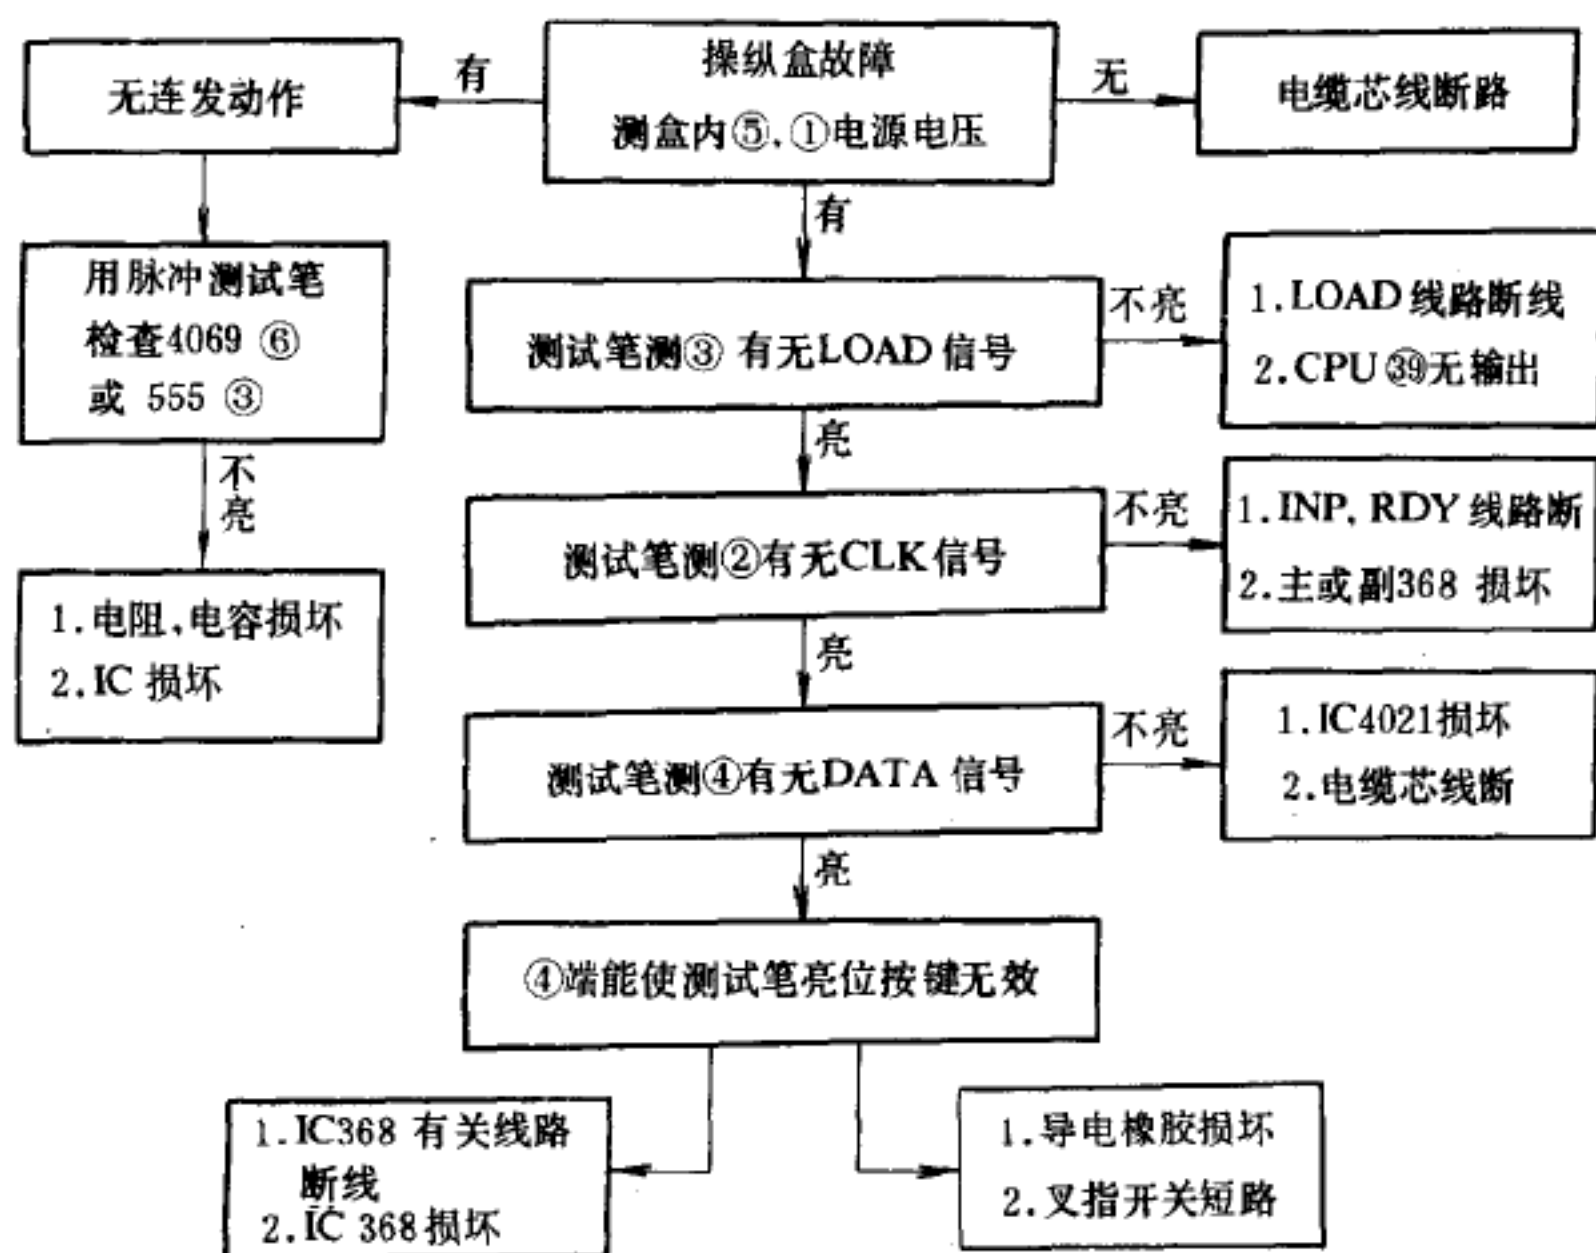 操纵盒故障
测盒内⑤,①电源电压
有
无连发动作
无
电缆芯线断路
有
用脉冲测试笔
检查4069 ⑥
或 555 ③
不
亮
1.电阻、电容损坏
2.IC 损坏
测试笔测③ 有无LOAD 信号
不亮
1.LOAD 线路断线
2.CPU ㊴无输出
亮
测试笔测②有无CLK信号
不亮
1.INP, RDY 线路断
2.主或副368 损坏
亮
测试笔测④有无DATA 信号
不亮
1.IC4021损坏
2.电缆芯线断
亮
④端能使测试笔亮位按键无效
1.IC368 有关线路
断线
2.IC 368损坏
1.导电橡胶损坏
2.叉指开关短路